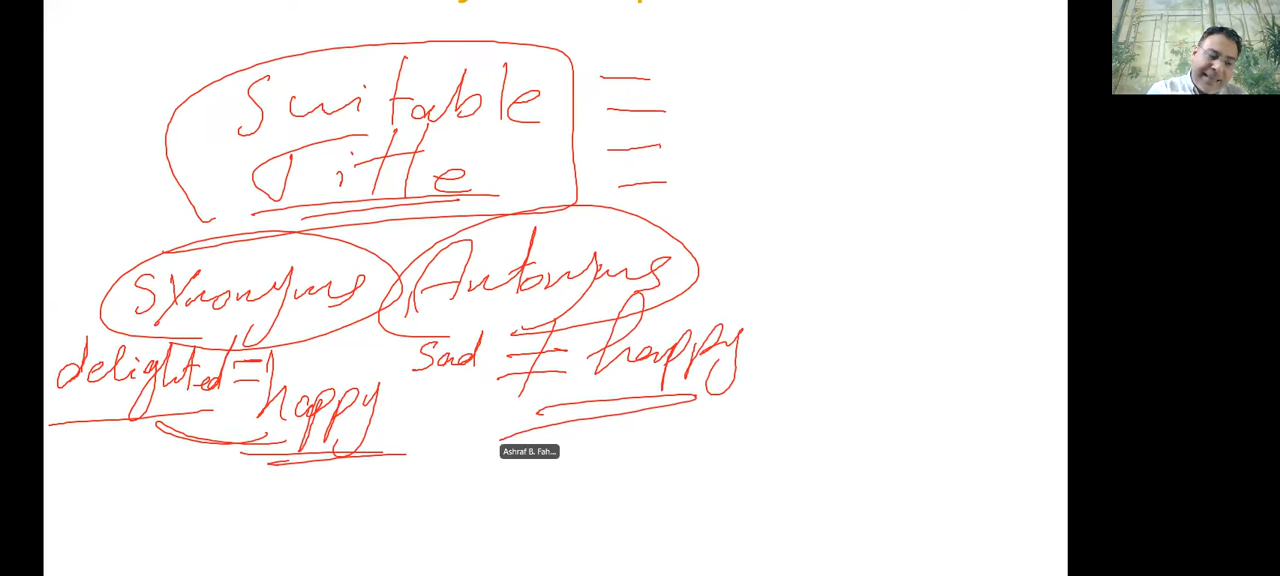 Suitable
Title
Synonyms Antonyms
delighted = happy
sad ≠ happy
Ashraf B. Fah...